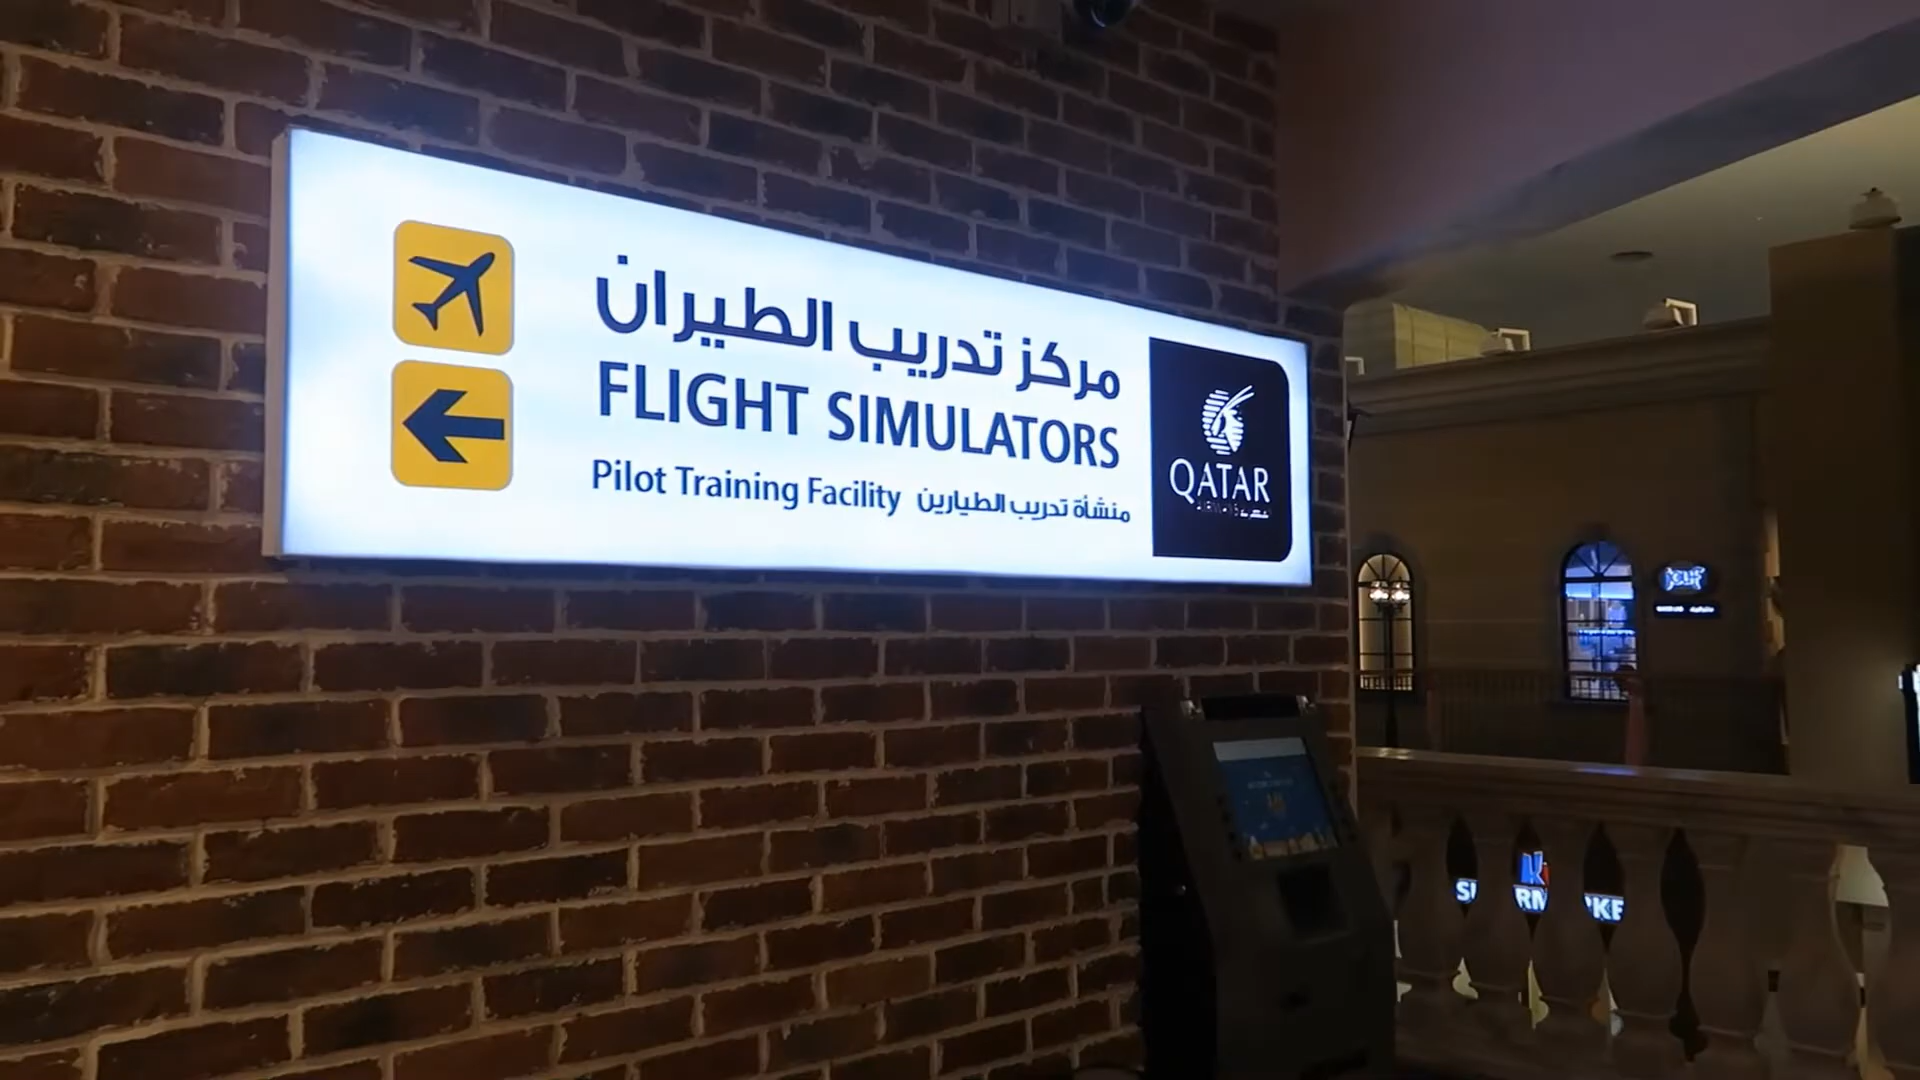 مركز تدريب الطيران
FLIGHT SIMULATORS
Pilot Training Facility منشأة تدريب الطيارين
QATAR